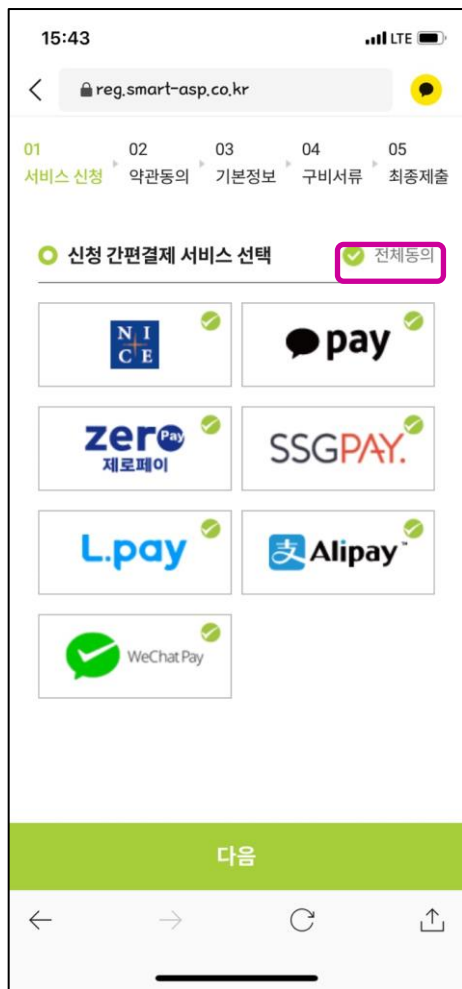 15:43
LTE
reg.smart-asp.co.kr
01 02 03 04 05
서비스 신청 약관동의 기본정보 구비서류 최종제출
신청 간편결제 서비스 선택 전체동의
NICE
pay
zero Pay
제로페이
SSGPAY.
L.pay
支 Alipay™
WeChat Pay
다음